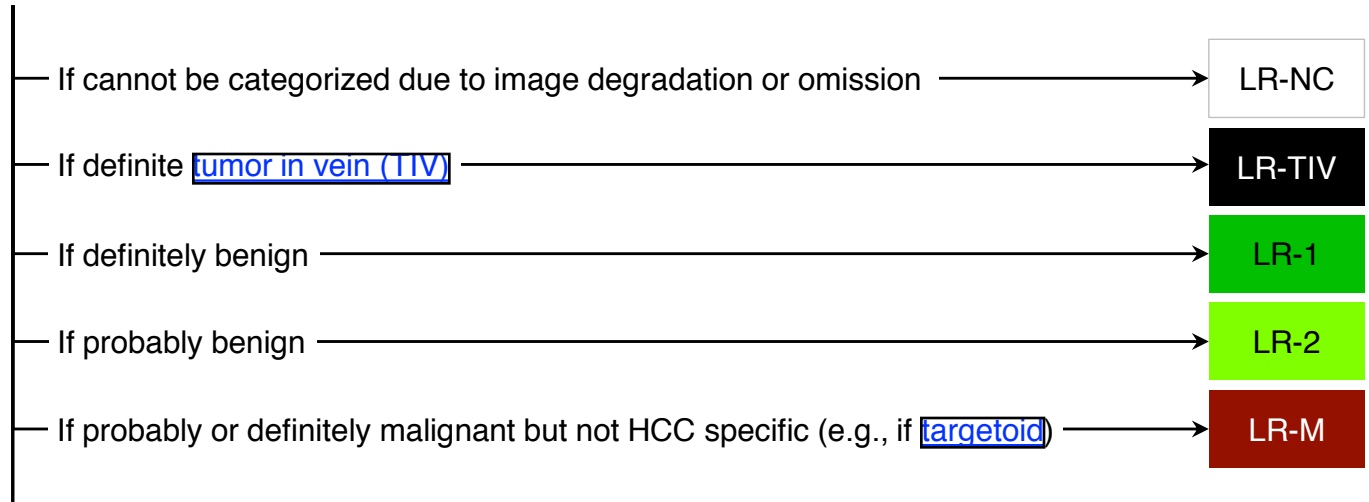 If cannot be categorized due to image degradation or omission LR-NC
If definite tumor in vein (TIV) LR-TIV
If definitely benign LR-1
If probably benign LR-2
If probably or definitely malignant but not HCC specific (e.g., if targetoid) LR-M